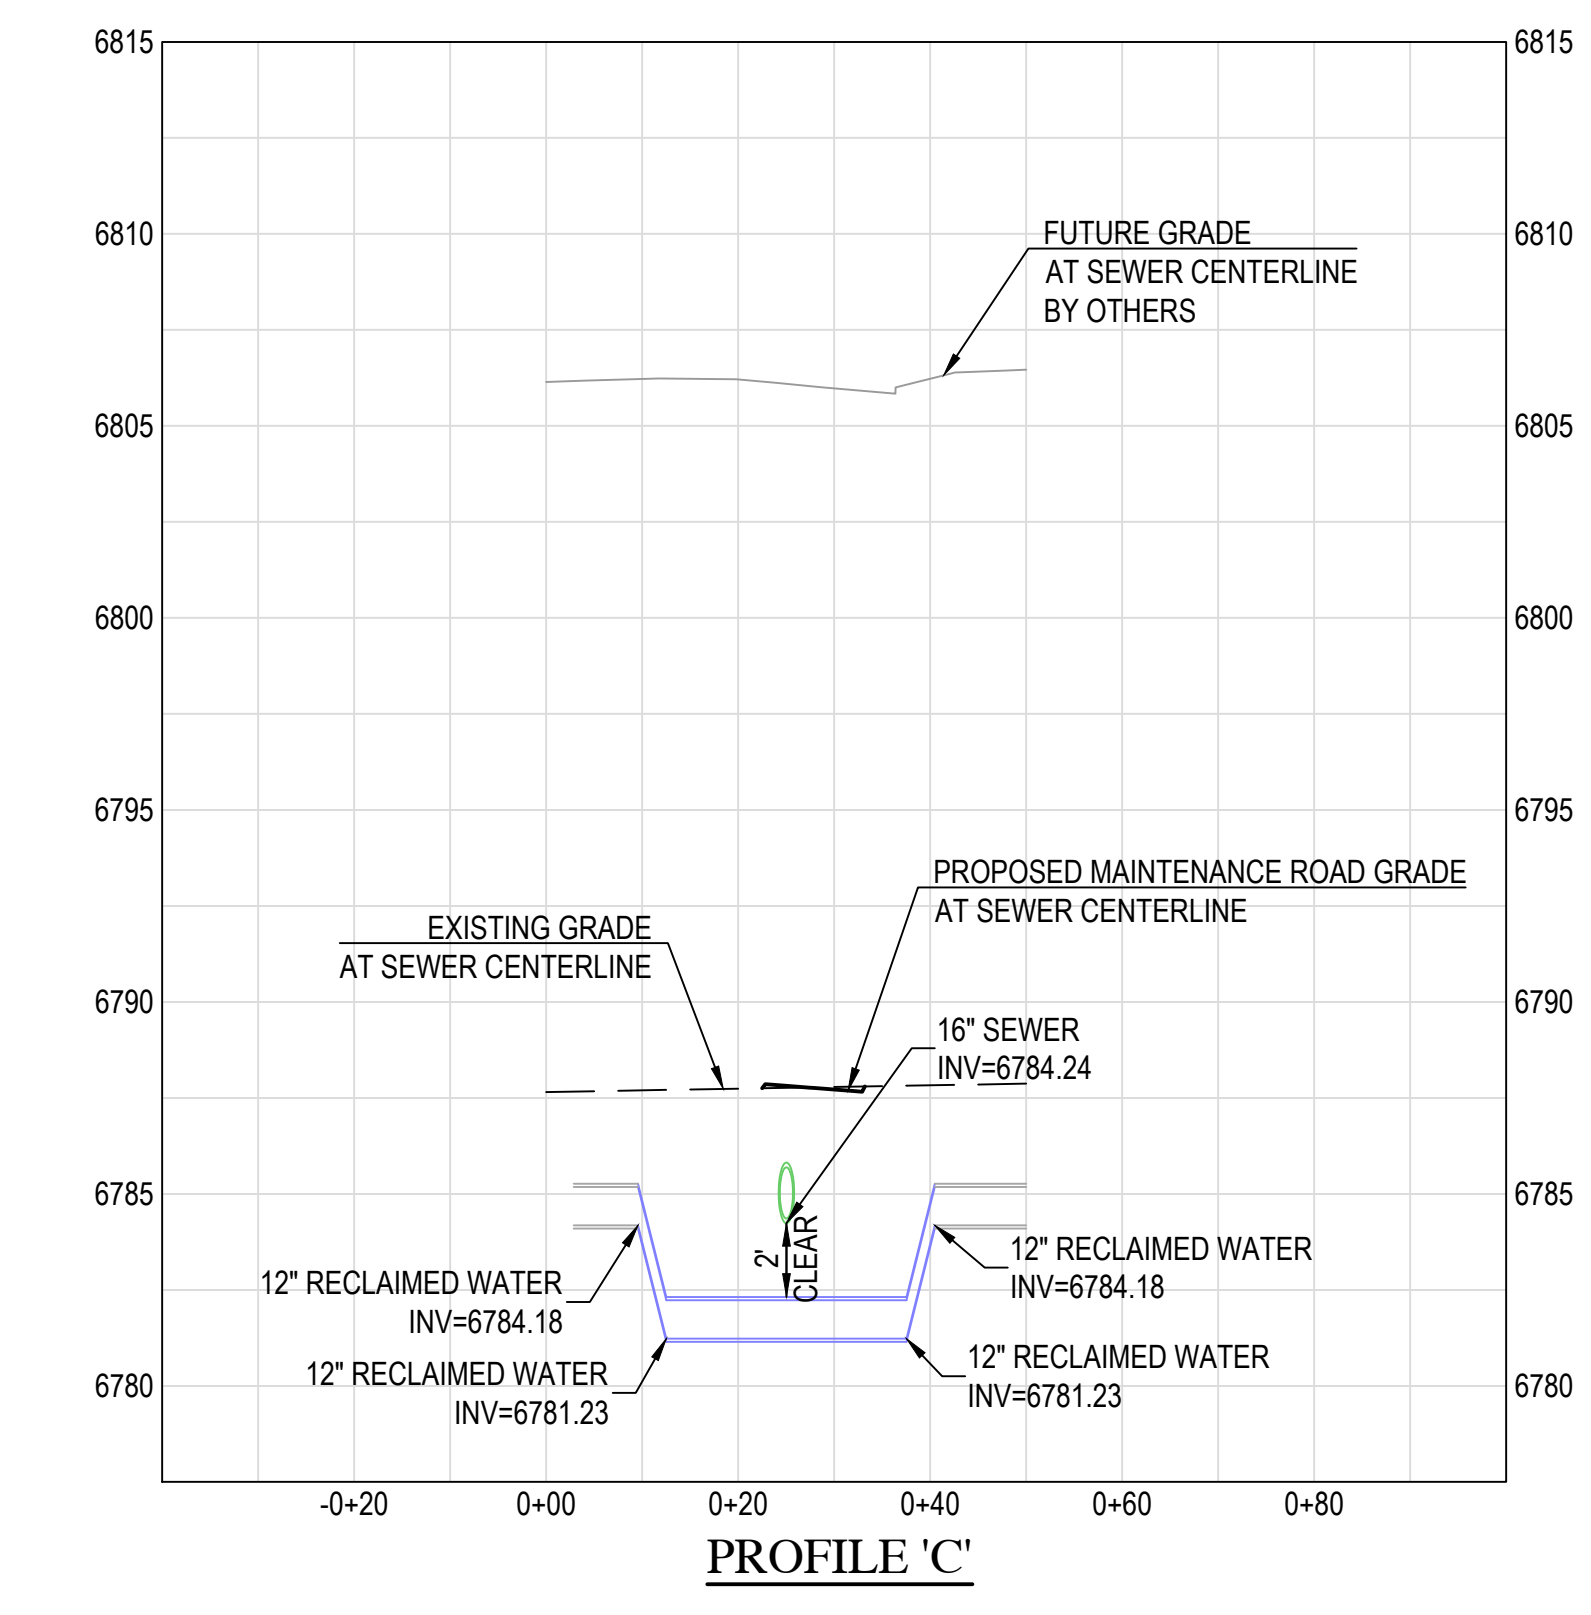 6815 6815
6810 6810
FUTURE GRADE
AT SEWER CENTERLINE
BY OTHERS
6805 6805
6800 6800
6795 6795
PROPOSED MAINTENANCE ROAD GRADE
AT SEWER CENTERLINE
EXISTING GRADE
AT SEWER CENTERLINE
6790 6790
16" SEWER
INV=6784.24
6785 6785
2'
CLEAR
12" RECLAIMED WATER
INV=6784.18
12" RECLAIMED WATER
INV=6784.18
12" RECLAIMED WATER
INV=6781.23
12" RECLAIMED WATER
INV=6781.23
6780 6780
-0+20 0+00 0+20 0+40 0+60 0+80
PROFILE 'C'